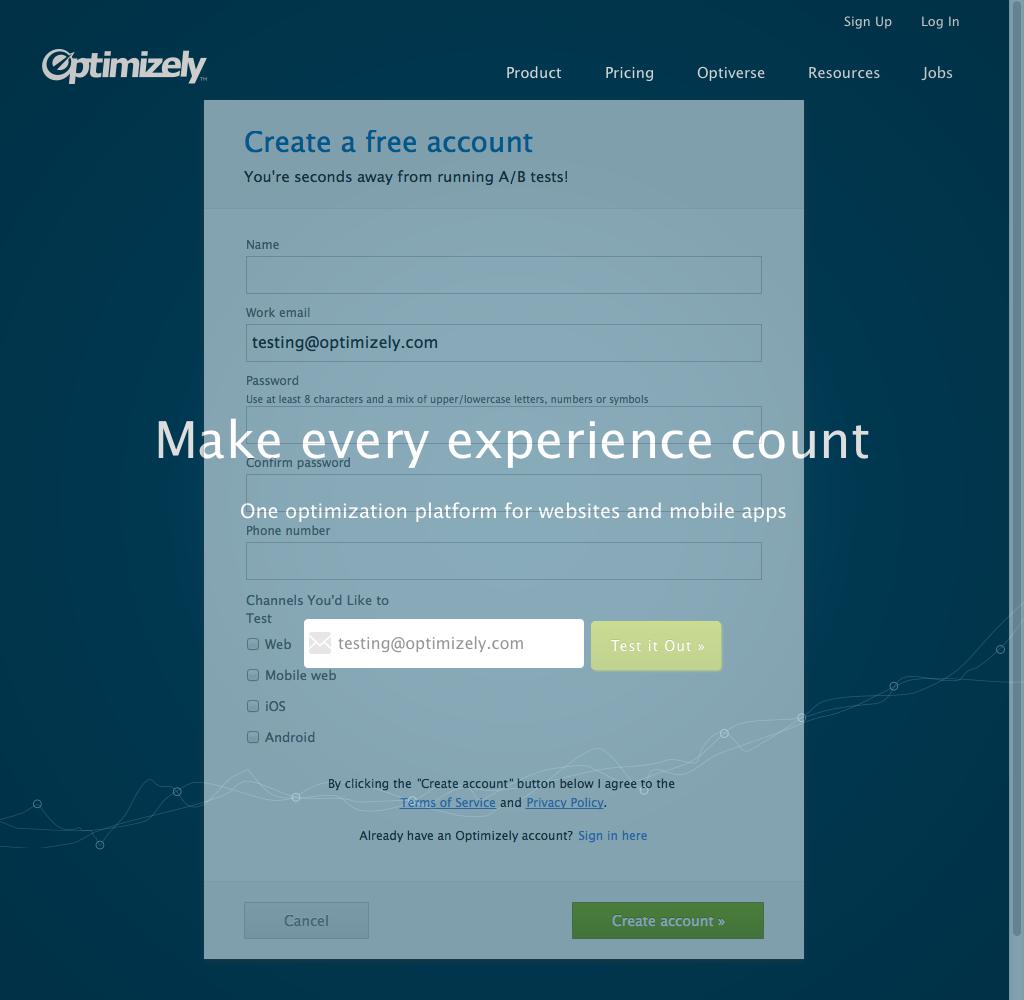 Sign Up Log In
Optimizely™
Product Pricing Optiverse Resources Jobs
Create a free account
You're seconds away from running A/B tests!
Name
Work email
testing@optimizely.com
Password
Use at least 8 characters and a mix of upper/lowercase letters, numbers or symbols
Make every experience count
Confirm password
One optimization platform for websites and mobile apps
Phone number
Channels You'd Like to
Test
Web
testing@optimizely.com
Test it Out »
Mobile web
iOS
Android
By clicking the "Create account" button below I agree to the
Terms of Service and Privacy Policy.
Already have an Optimizely account? Sign in here
Cancel
Create account »